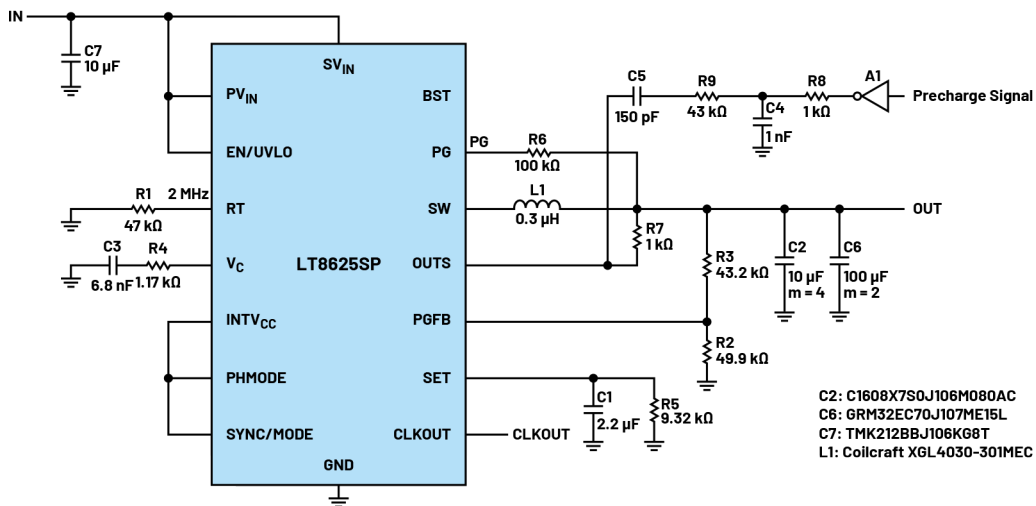 IN
C7
10 µF
SV_IN
PV_IN
EN/UVLO
R1
2 MHz
RT
47 kΩ
C3
R4
V_C
6.8 nF
1.17 kΩ
INTV_CC
PHMODE
SYNC/MODE
GND
LT8625SP
BST
PG
SW
OUTS
PGFB
SET
CLKOUT
PG
R6
100 kΩ
L1
0.3 µH
C5
150 pF
R9
43 kΩ
C4
1 nF
R8
1 kΩ
A1
Precharge Signal
OUT
R7
1 kΩ
R3
43.2 kΩ
C2
10 µF
m = 4
C6
100 µF
m = 2
R2
49.9 kΩ
C1
2.2 µF
R5
9.32 kΩ
CLKOUT
C2: C1608X7S0J106M080AC
C6: GRM32EC70J107ME15L
C7: TMK212BBJ106KG8T
L1: Coilcraft XGL4030-301MEC